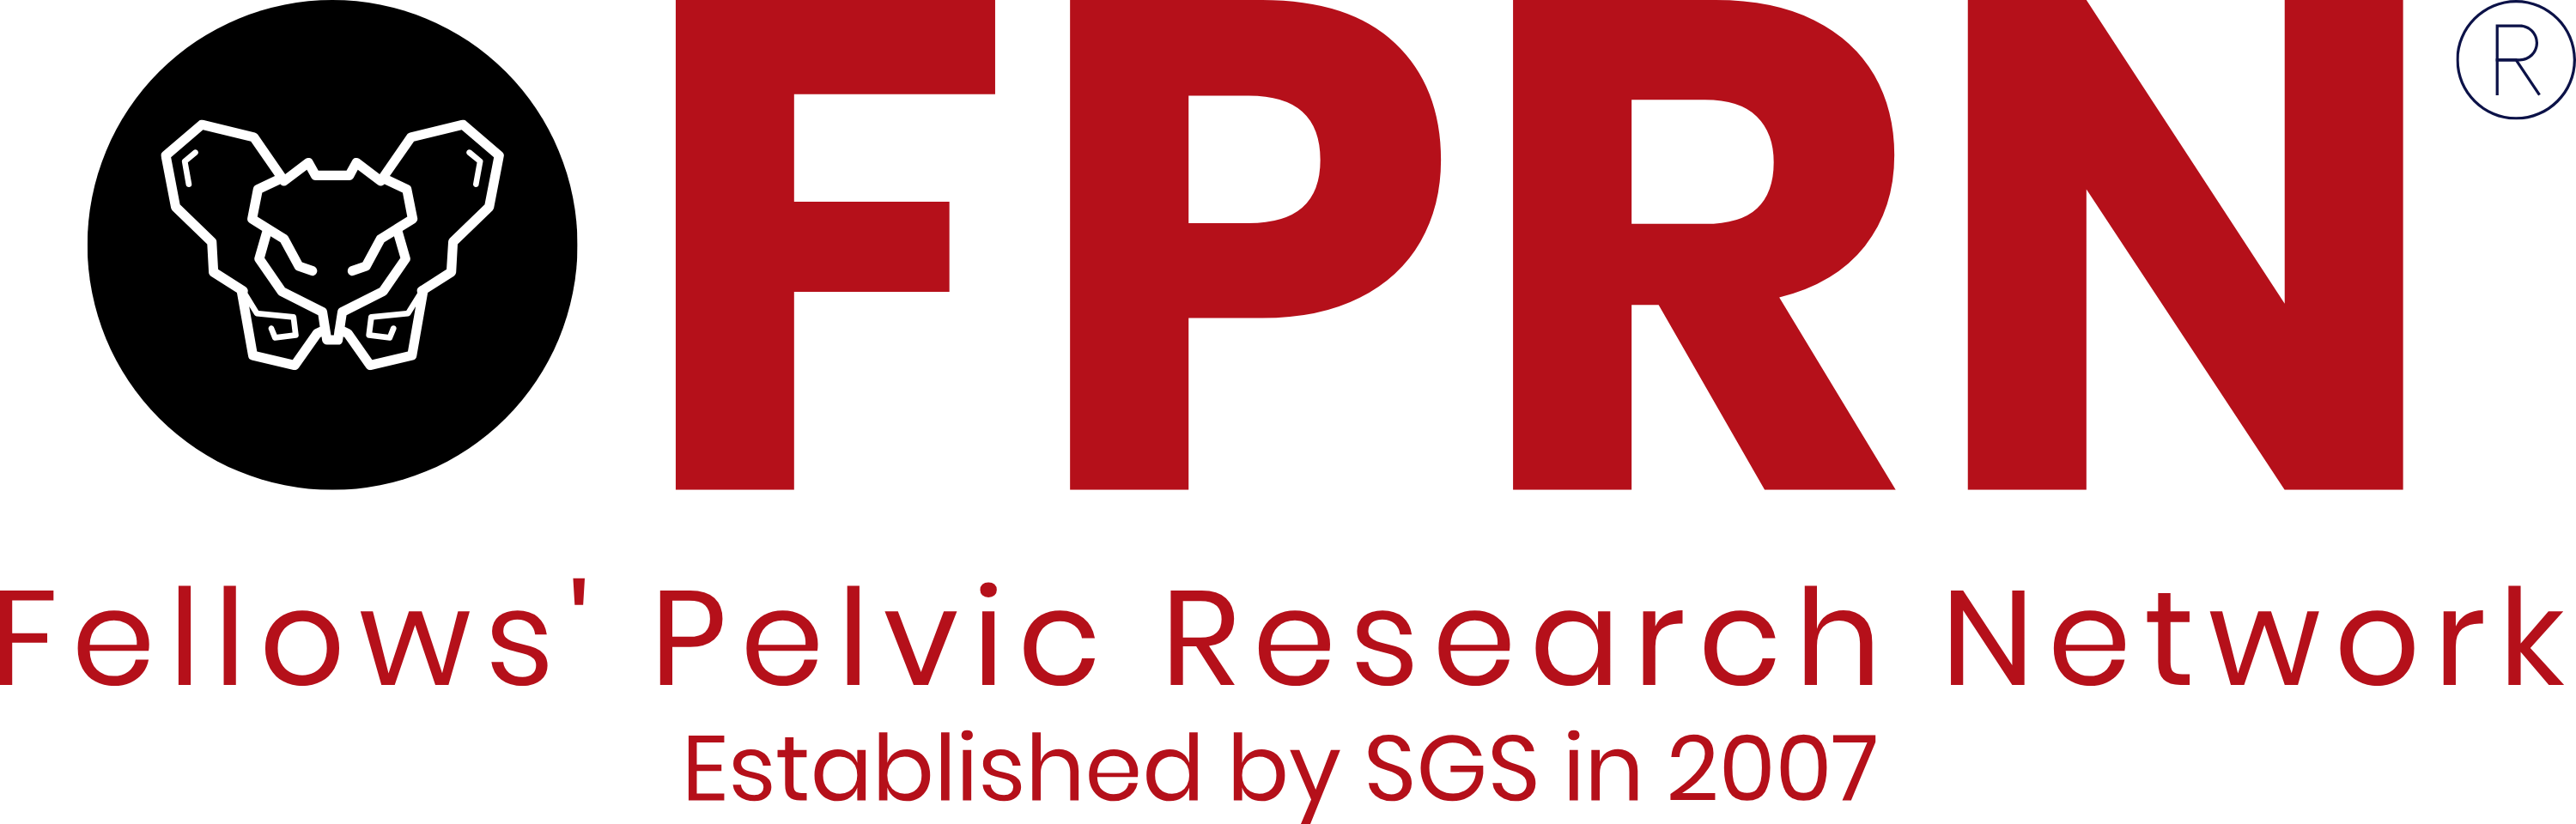 FPRN®
Fellows' Pelvic Research Network
Established by SGS in 2007